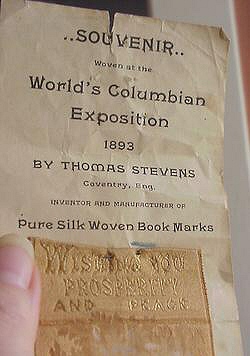 ..SOUVENIR..
Woven at the
World's Columbian
Exposition
1893
BY THOMAS STEVENS
Coventry, Eng.
INVENTOR AND MANUFACTURER OF
Pure Silk Woven Book Marks
WISHING YOU
PROSPERITY
AND PEACE